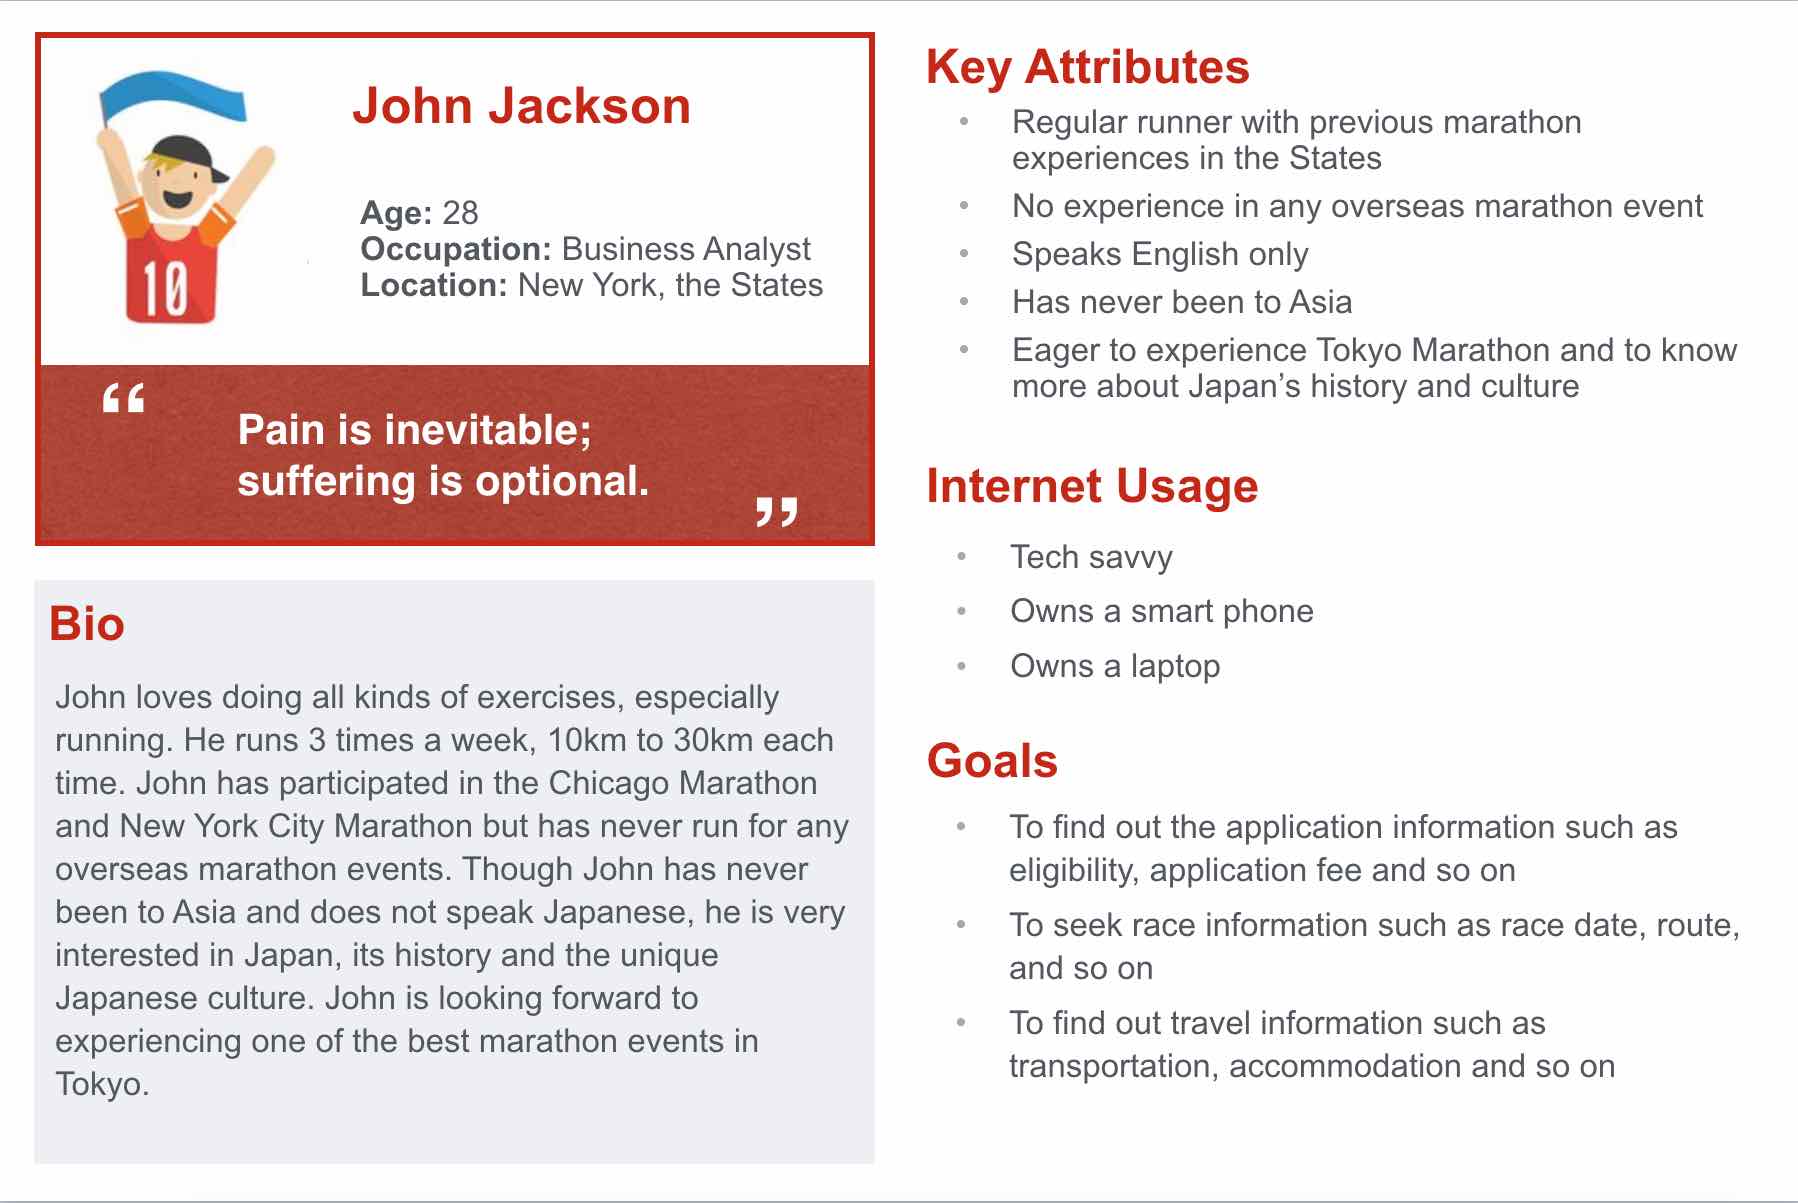 John Jackson
Age: 28
Occupation: Business Analyst
Location: New York, the States
10
“
Pain is inevitable;
suffering is optional.
”
Bio
John loves doing all kinds of exercises, especially
running. He runs 3 times a week, 10km to 30km each
time. John has participated in the Chicago Marathon
and New York City Marathon but has never run for any
overseas marathon events. Though John has never
been to Asia and does not speak Japanese, he is very
interested in Japan, its history and the unique
Japanese culture. John is looking forward to
experiencing one of the best marathon events in
Tokyo.
Key Attributes
• Regular runner with previous marathon
experiences in the States
• No experience in any overseas marathon event
• Speaks English only
• Has never been to Asia
• Eager to experience Tokyo Marathon and to know
more about Japan’s history and culture
Internet Usage
• Tech savvy
• Owns a smart phone
• Owns a laptop
Goals
• To find out the application information such as
eligibility, application fee and so on
• To seek race information such as race date, route,
and so on
• To find out travel information such as
transportation, accommodation and so on